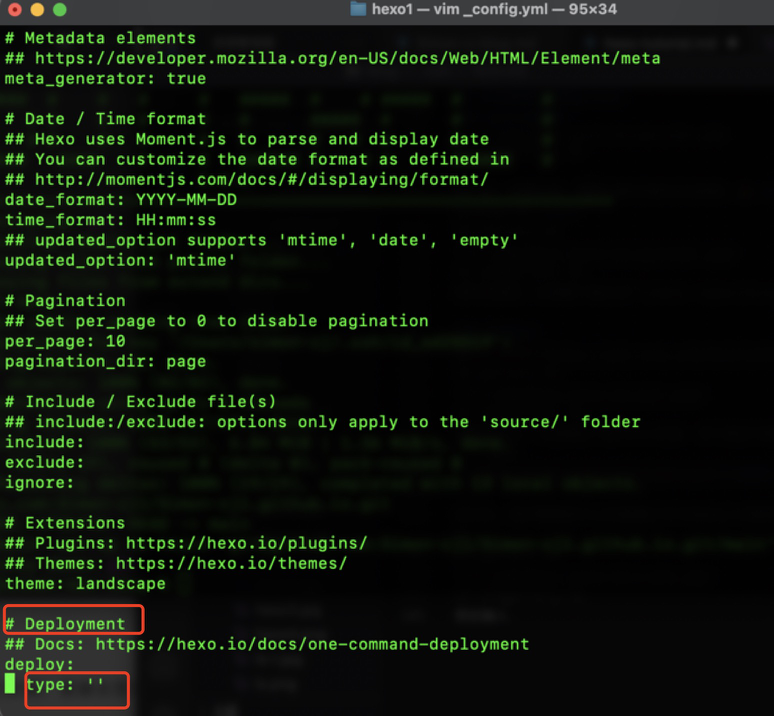 hexo1 — vim _config.yml — 95×34
# Metadata elements
## https://developer.mozilla.org/en-US/docs/Web/HTML/Element/meta
meta_generator: true
# Date / Time format
## Hexo uses Moment.js to parse and display date
## You can customize the date format as defined in
## http://momentjs.com/docs/#/displaying/format/
date_format: YYYY-MM-DD
time_format: HH:mm:ss
## updated_option supports 'mtime', 'date', 'empty'
updated_option: 'mtime'
# Pagination
## Set per_page to 0 to disable pagination
per_page: 10
pagination_dir: page
# Include / Exclude file(s)
## include:/exclude: options only apply to the 'source/' folder
include:
exclude:
ignore:
# Extensions
## Plugins: https://hexo.io/plugins/
## Themes: https://hexo.io/themes/
theme: landscape
# Deployment
## Docs: https://hexo.io/docs/one-command-deployment
deploy:
type: ''